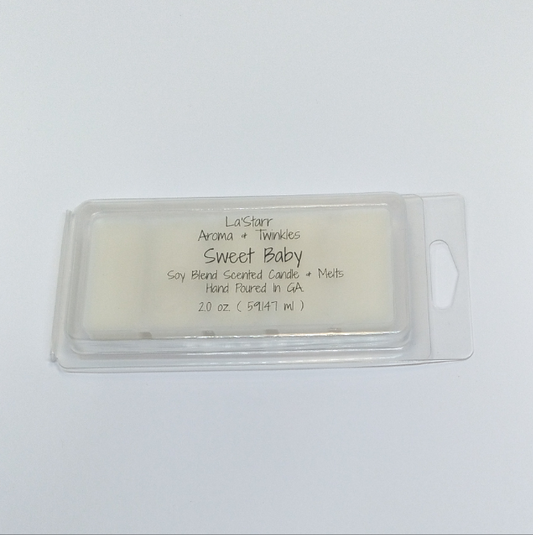 La'Starr
Aroma + Twinkles
Sweet Baby
Soy Blend Scented Candle + Melts
Hand Poured In GA
2.0 oz. ( 59.147 ml )